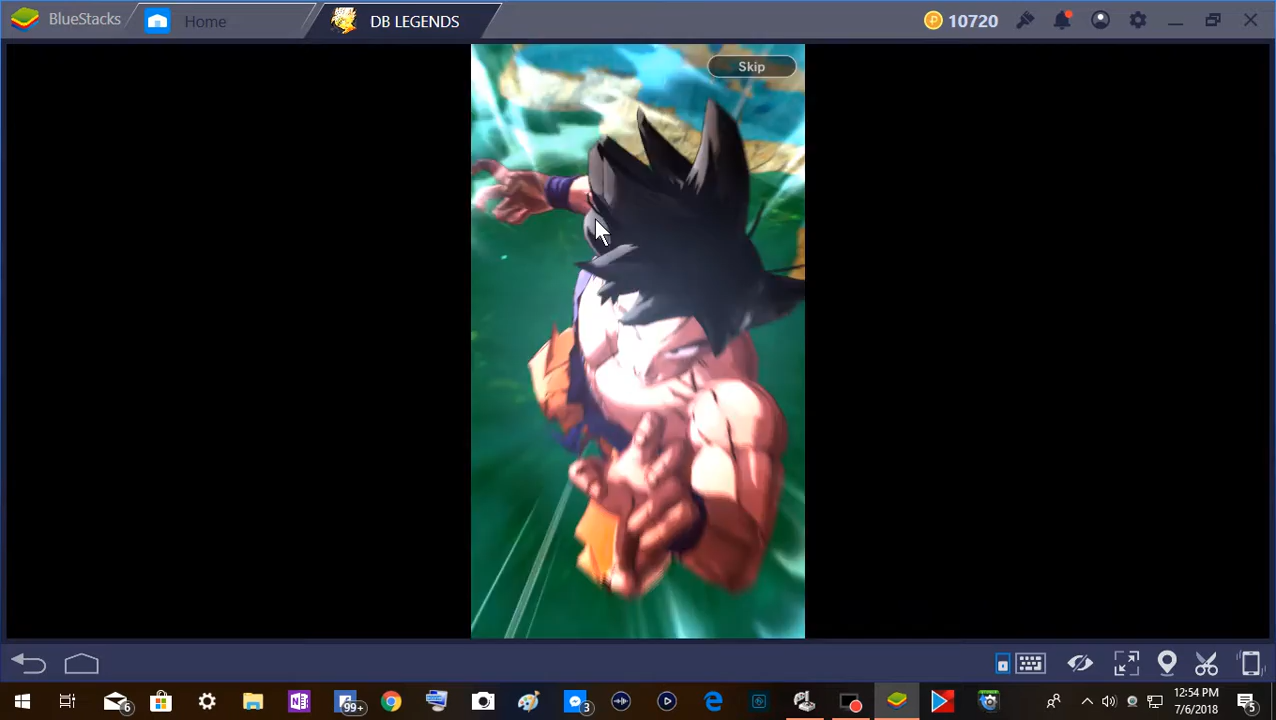 BlueStacks
Home
DB LEGENDS
P 10720
Skip
6
N
99+
3
12:54 PM
7/6/2018
5